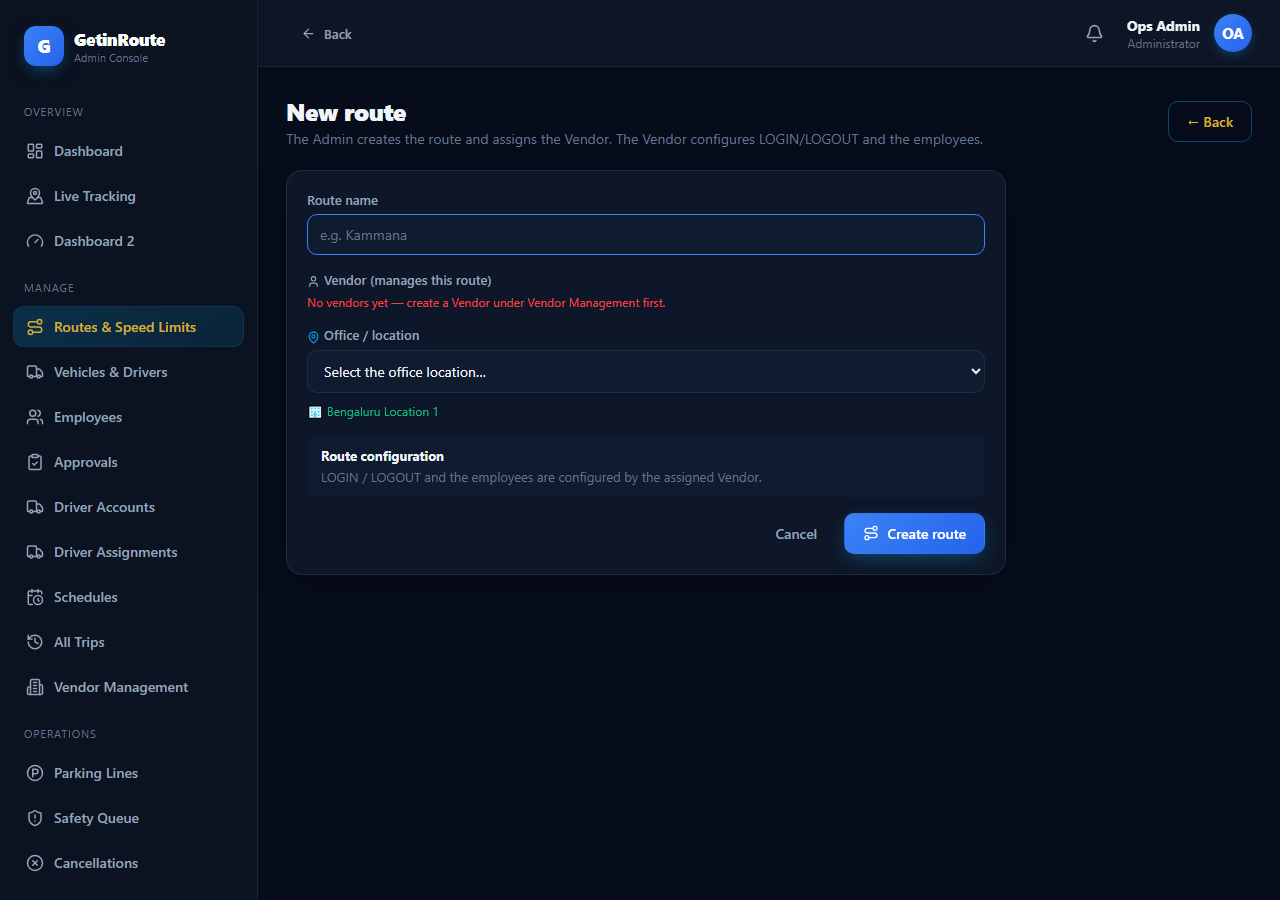 G
GetinRoute
Admin Console
OVERVIEW
Dashboard
Live Tracking
Dashboard 2
MANAGE
Routes & Speed Limits
Vehicles & Drivers
Employees
Approvals
Driver Accounts
Driver Assignments
Schedules
All Trips
Vendor Management
OPERATIONS
Parking Lines
Safety Queue
Cancellations
← Back
Ops Admin
Administrator
OA
New route
The Admin creates the route and assigns the Vendor. The Vendor configures LOGIN/LOGOUT and the employees.
← Back
Route name
e.g. Kammana
Vendor (manages this route)
No vendors yet — create a Vendor under Vendor Management first.
Office / location
Select the office location...
Bengaluru Location 1
Route configuration
LOGIN / LOGOUT and the employees are configured by the assigned Vendor.
Cancel
Create route